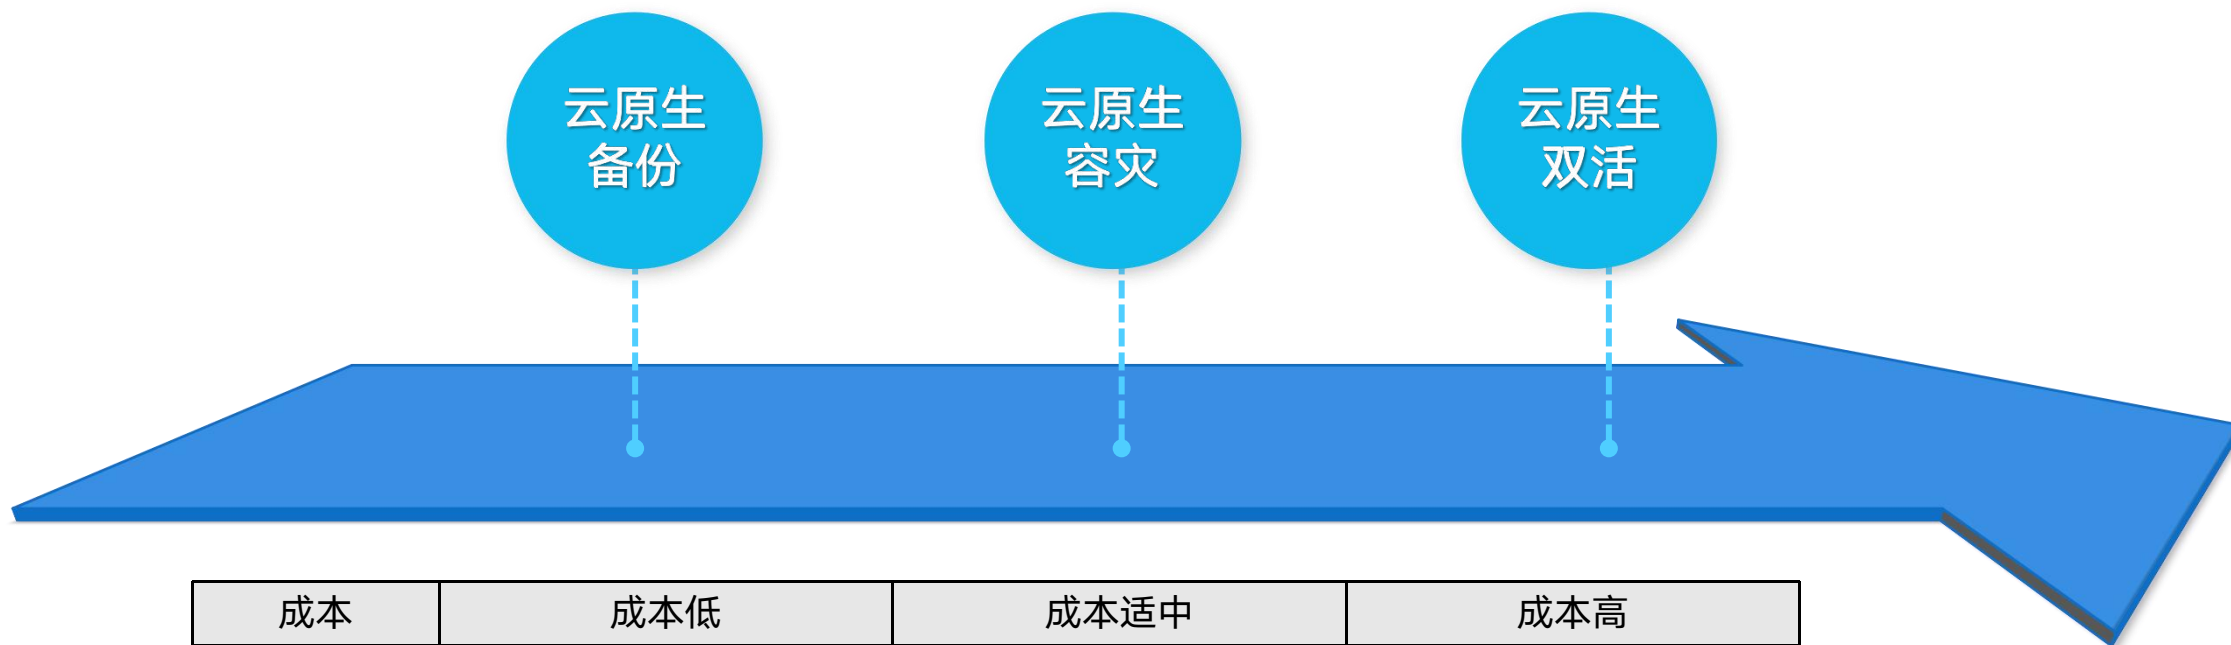 云原生
备份
云原生
容灾
云原生
双活
成本 成本低 成本适中 成本高